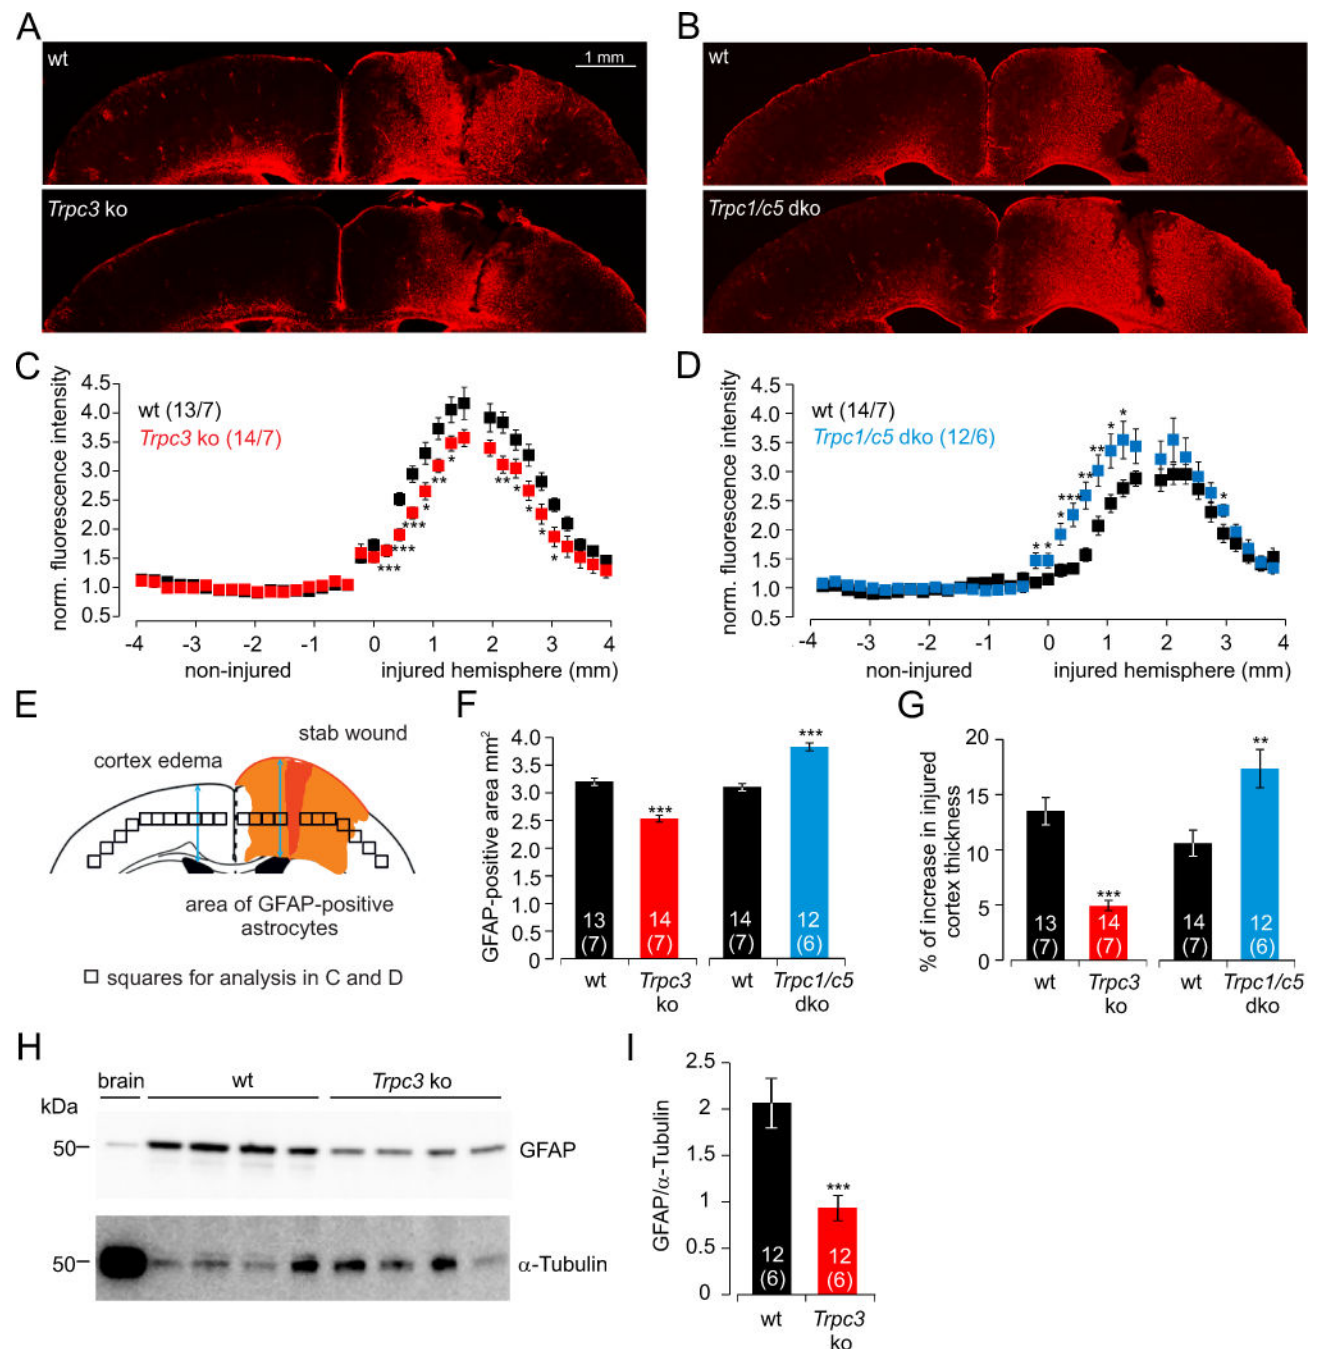 A
wt
1 mm
Trpc3 ko
B
wt
Trpc1/c5 dko
C
norm. fluorescence intensity
4.5
4.0
3.5
3.0
2.5
2.0
1.5
1.0
0.5
wt (13/7)
Trpc3 ko (14/7)
*
**
*
***
***
***
**
*
*
*
*
-4
-3
-2
-1
0
1
2
3
4
non-injured
injured hemisphere (mm)
D
norm. fluorescence intensity
4.5
4.0
3.5
3.0
2.5
2.0
1.5
1.0
0.5
wt (14/7)
Trpc1/c5 dko (12/6)
* *
*
***
**
**
*
*
*
-4
-3
-2
-1
0
1
2
3
4
non-injured
injured hemisphere (mm)
E
stab wound
cortex edema
area of GFAP-positive
astrocytes
squares for analysis in C and D
F
GFAP-positive area mm²
4.0
3.5
3.0
2.5
2.0
1.5
1.0
0.5
0
***
***
13
(7)
14
(7)
14
(7)
12
(6)
wt
Trpc3
ko
wt
Trpc1/c5
dko
G
% of increase in injured
cortex thickness
20
15
10
5
0
***
**
13
(7)
14
(7)
14
(7)
12
(6)
wt
Trpc3
ko
wt
Trpc1/c5
dko
H
brain
wt
Trpc3 ko
kDa
50
GFAP
50
α-Tubulin
I
GFAP/α-Tubulin
2.5
2
1.5
1
0.5
0
***
12
(6)
12
(6)
wt
Trpc3
ko